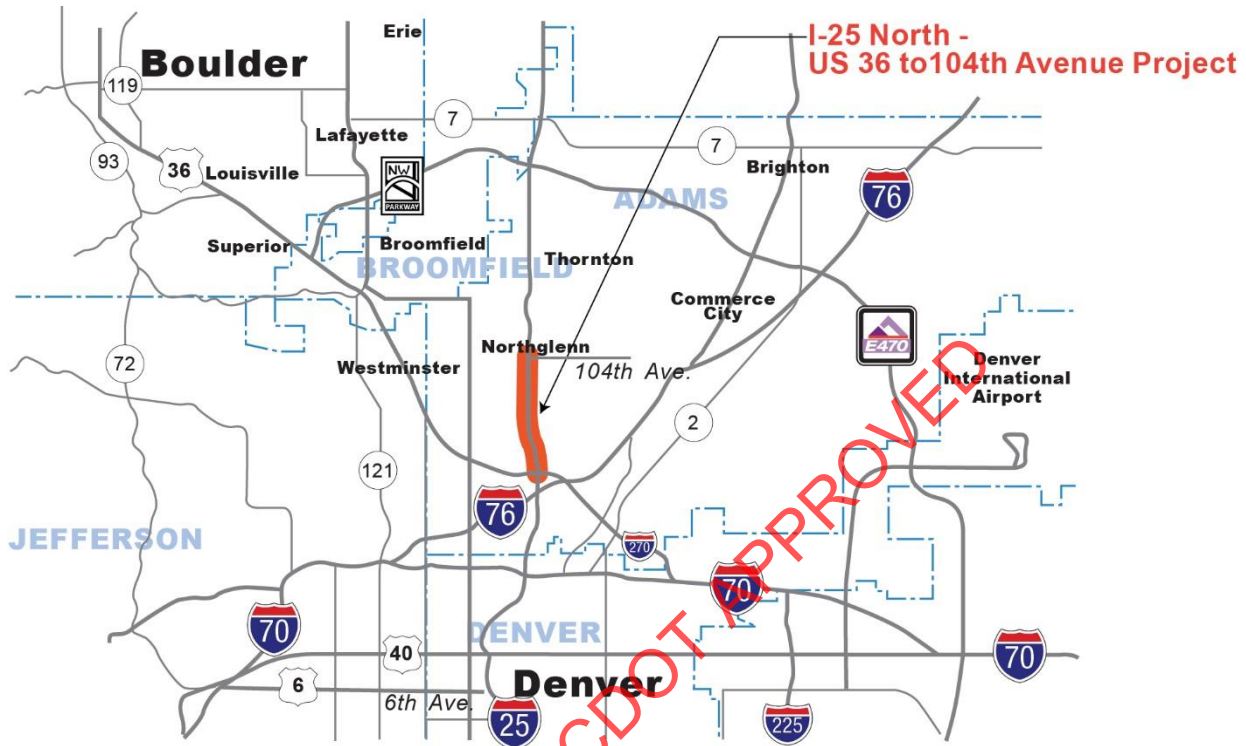 I-25 North -
US 36 to104th Avenue Project
Erie
Boulder
119
Lafayette
7
7
93
36
Louisville
NW
PARKWAY
Brighton
76
ADAMS
Superior
Broomfield
BROOMFIELD
Thornton
Commerce
City
E470
Northglenn
104th Ave.
Westminster
72
Denver
International
Airport
2
121
76
JEFFERSON
270
70
CDOT APPROVED
70
DENVER
40
70
6
6th Ave.
Denver
25
225